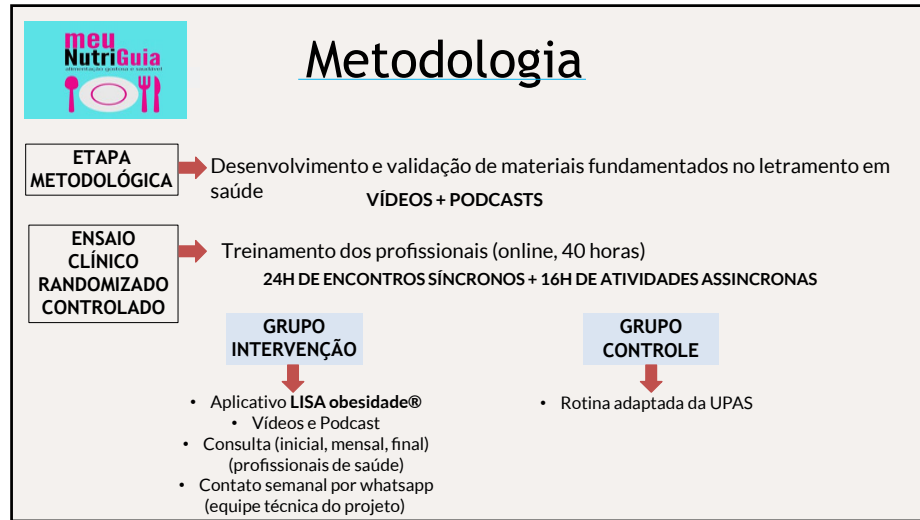 meu
NutriGuia
alimentação gostosa e saudável
Metodologia
ETAPA
METODOLÓGICA
Desenvolvimento e validação de materiais fundamentados no letramento em
saúde
VÍDEOS + PODCASTS
ENSAIO
CLÍNICO
RANDOMIZADO
CONTROLADO
Treinamento dos profissionais (online, 40 horas)
24H DE ENCONTROS SÍNCRONOS + 16H DE ATIVIDADES ASSINCRONAS
GRUPO
INTERVENÇÃO
• Aplicativo LISA obesidade®
• Vídeos e Podcast
• Consulta (inicial, mensal, final)
(profissionais de saúde)
• Contato semanal por whatsapp
(equipe técnica do projeto)
GRUPO
CONTROLE
• Rotina adaptada da UPAS